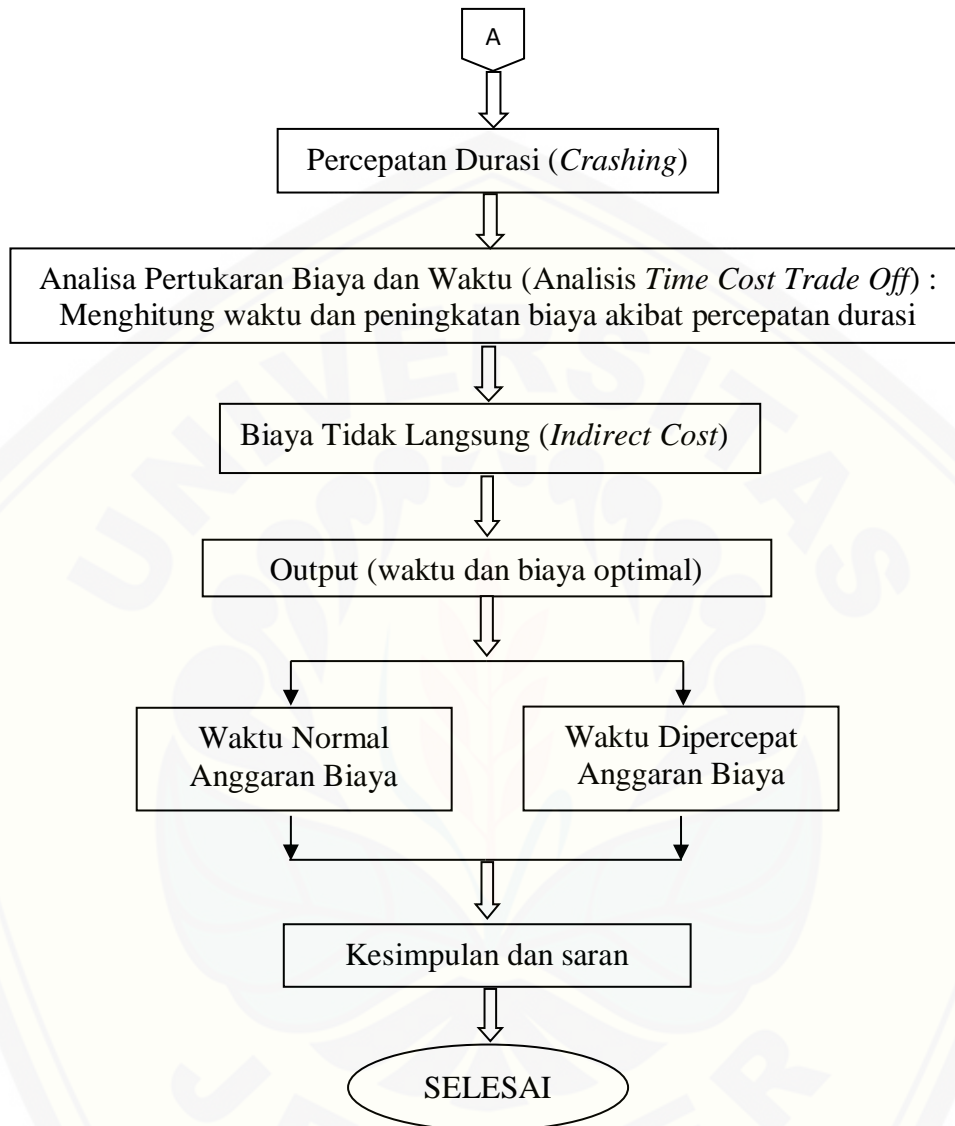 A
Percepatan Durasi (Crashing)
Analisa Pertukaran Biaya dan Waktu (Analisis Time Cost Trade Off) :
Menghitung waktu dan peningkatan biaya akibat percepatan durasi
UNIVERSITAS
Biaya Tidak Langsung (Indirect Cost)
Output (waktu dan biaya optimal)
Waktu Normal
Anggaran Biaya
Waktu Dipercepat
Anggaran Biaya
Kesimpulan dan saran
SELESAI